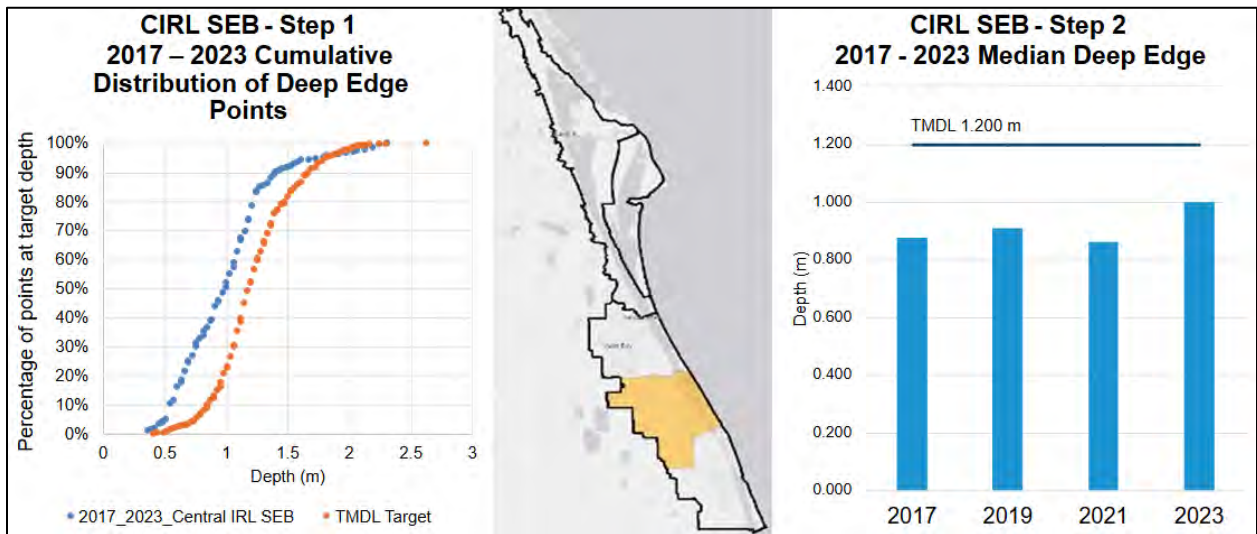 CIRL SEB - Step 1
2017 – 2023 Cumulative
Distribution of Deep Edge
Points
Percentage of points at target depth
100%
90%
80%
70%
60%
50%
40%
30%
20%
10%
0%
0 0.5 1 1.5 2 2.5 3
Depth (m)
2017_2023_Central IRL SEB TMDL Target
CIRL SEB - Step 2
2017 - 2023 Median Deep Edge
Depth (m)
1.400
1.200
1.000
0.800
0.600
0.400
0.200
0.000
TMDL 1.200 m
2017 2019 2021 2023